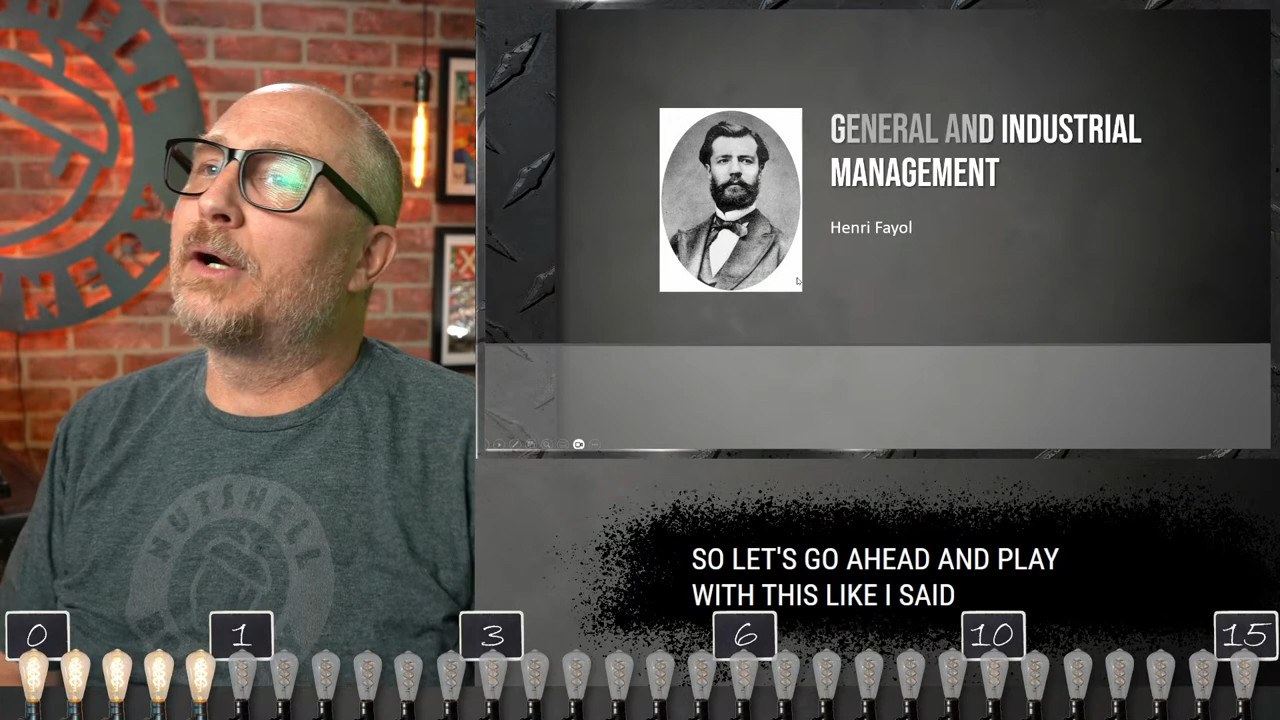 GENERAL AND INDUSTRIAL
MANAGEMENT
Henri Fayol
SO LET'S GO AHEAD AND PLAY
WITH THIS LIKE I SAID
0
1
3
6
10
15
NUTSHELL